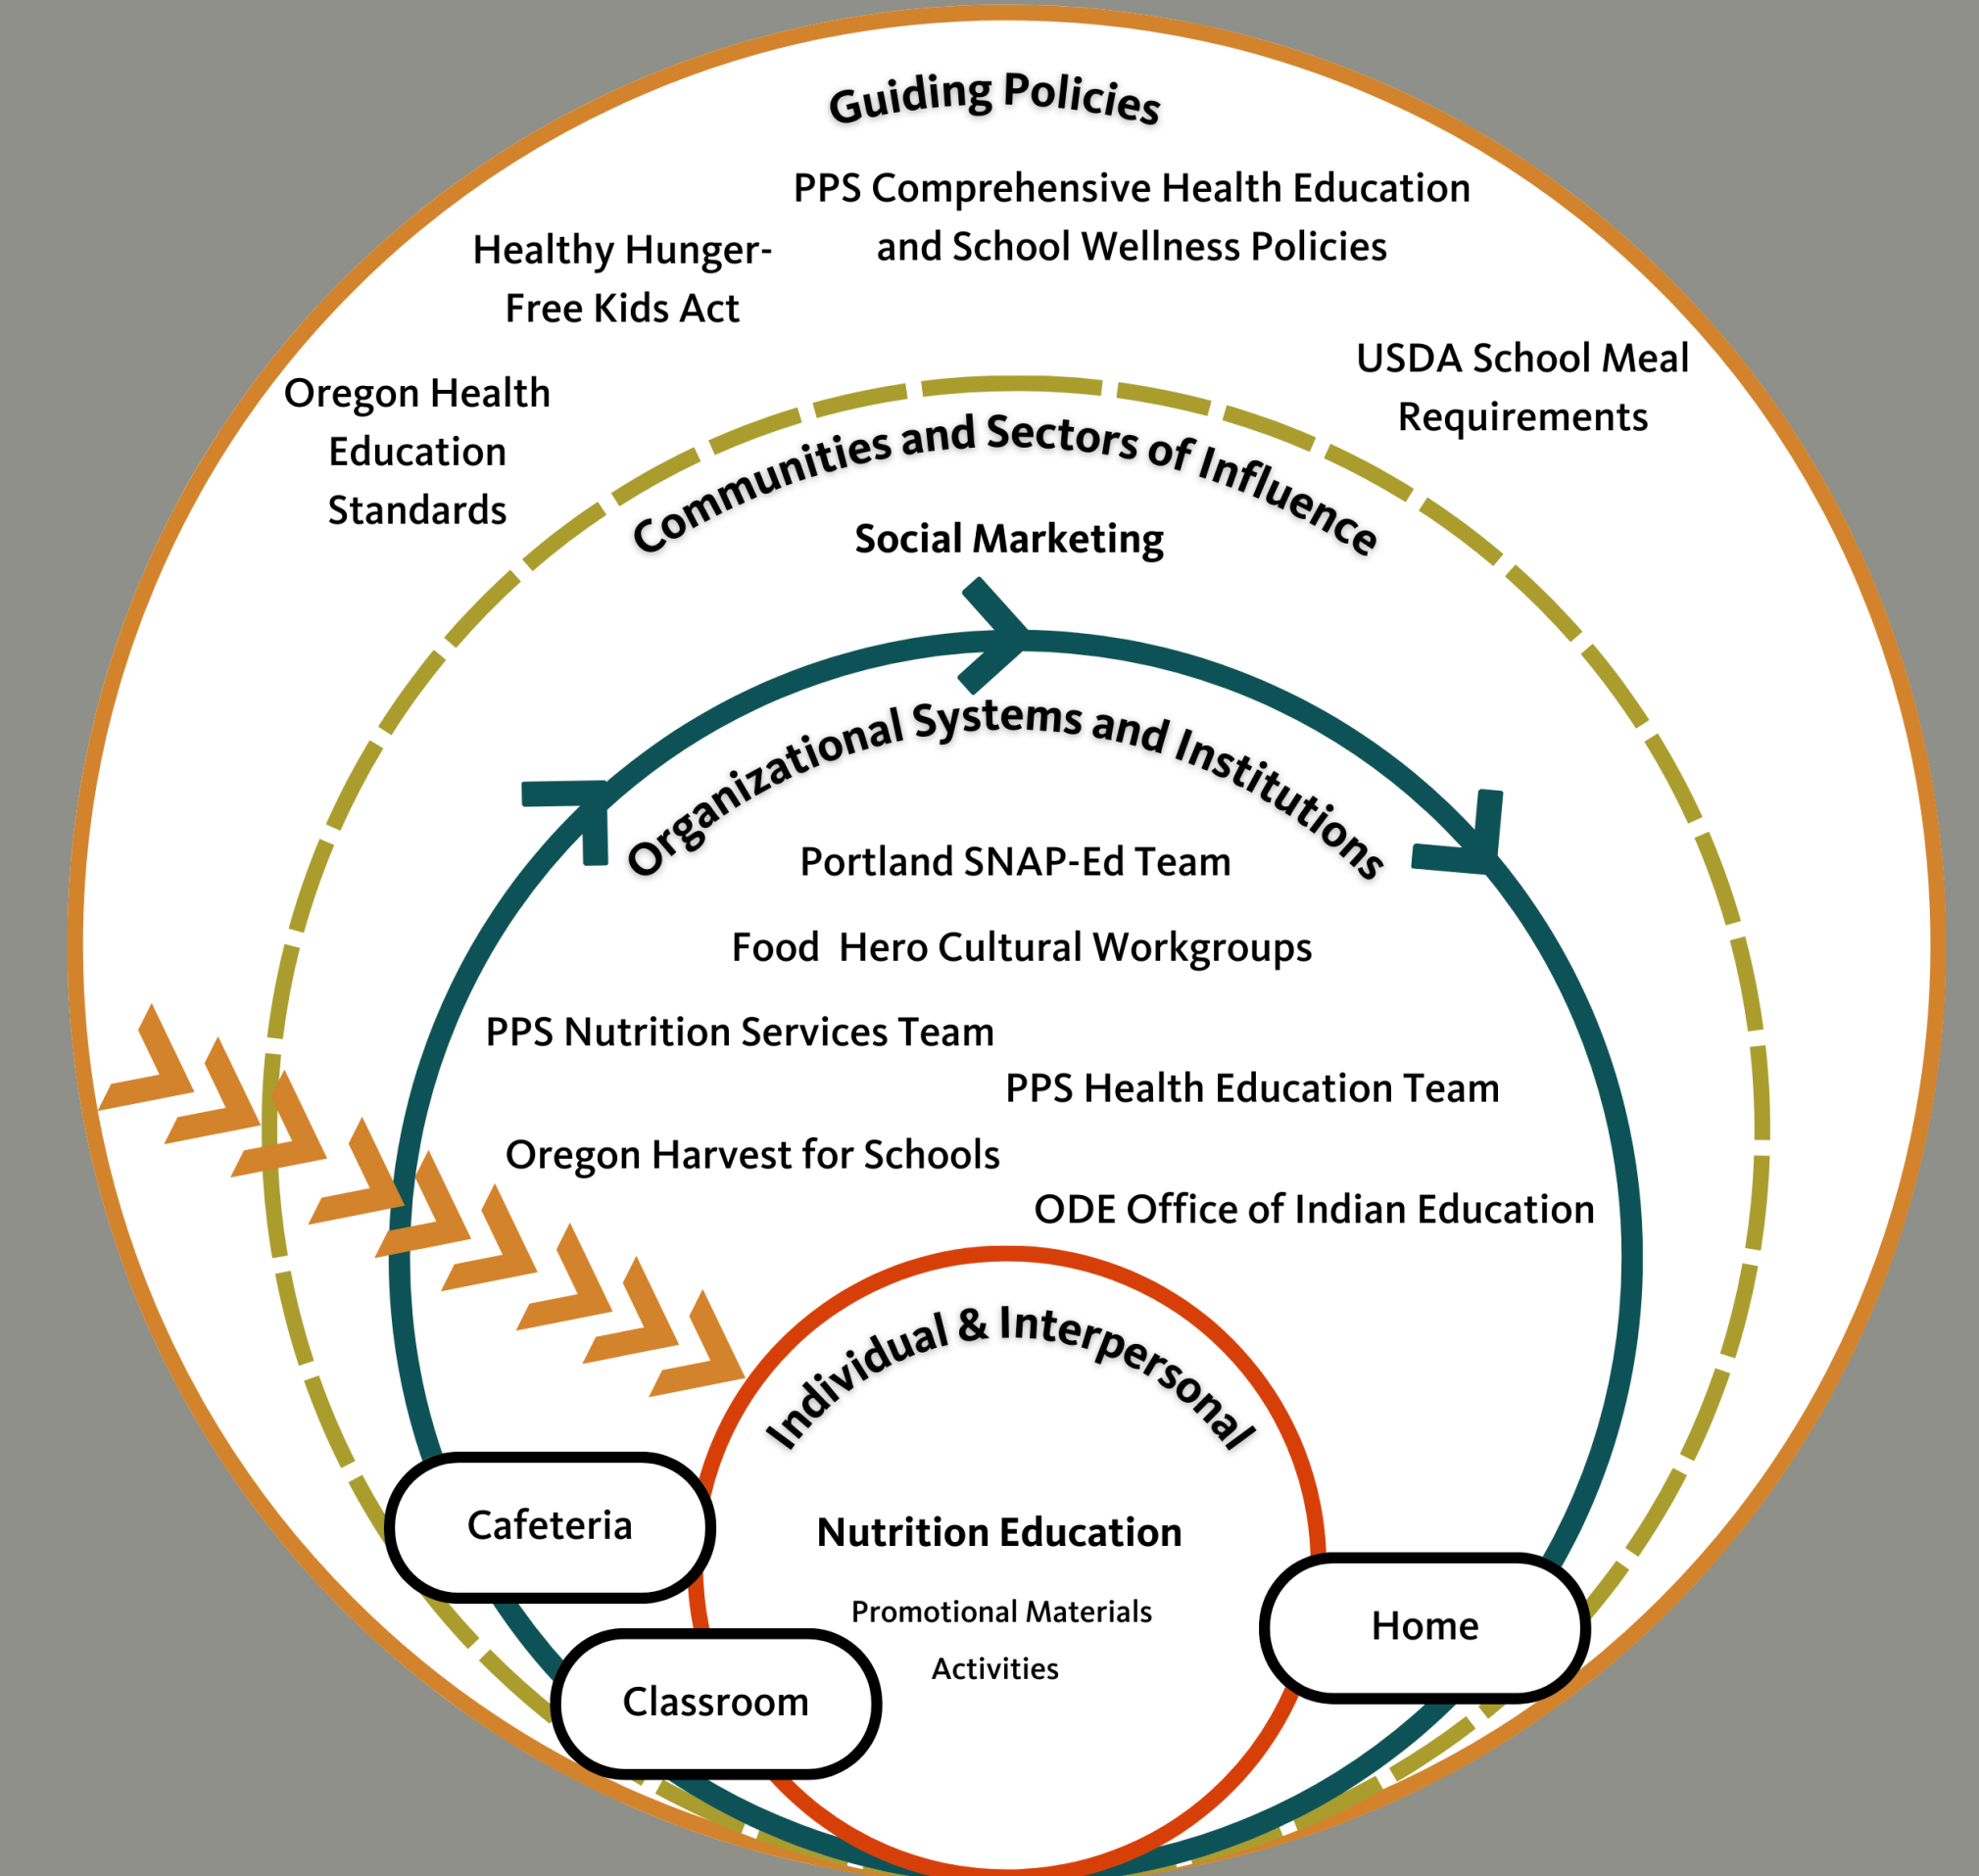 Guiding Policies
PPS Comprehensive Health Education
and School Wellness Policies
Healthy Hunger-
Free Kids Act
USDA School Meal
Requirements
Oregon Health
Education
Standards
Communities and Sectors of Influence
Social Marketing
Organizational Systems and Institutions
Portland SNAP-Ed Team
Food  Hero Cultural Workgroups
PPS Nutrition Services Team
PPS Health Education Team
Oregon Harvest for Schools
ODE Office of Indian Education
Individual & Interpersonal
Cafeteria
Nutrition Education
Promotional Materials
Activities
Home
Classroom